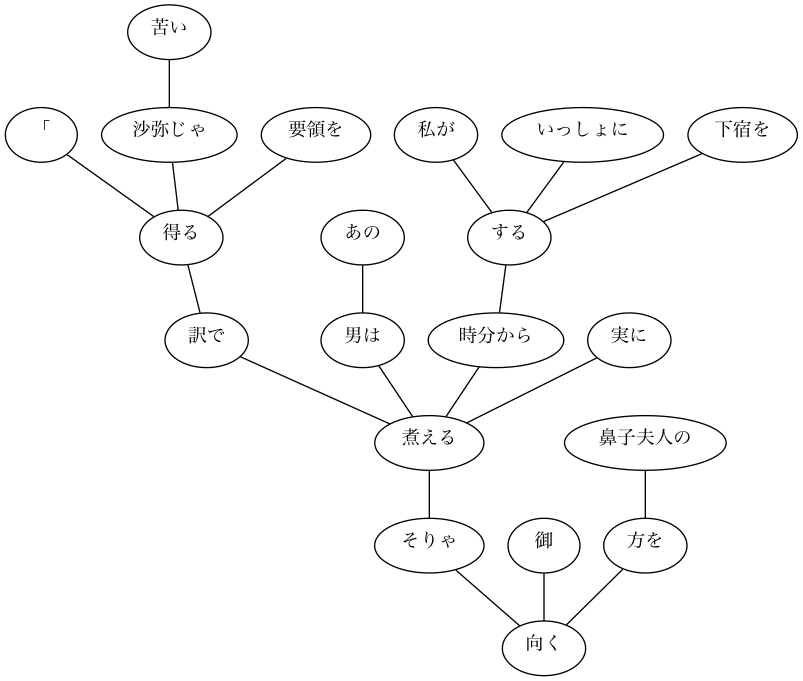 苦い
「 沙弥じゃ 要領を 私が いっしょに 下宿を
得る あの する
訳で 男は 時分から 実に
煮える 鼻子夫人の
そりゃ 御 方を
向く